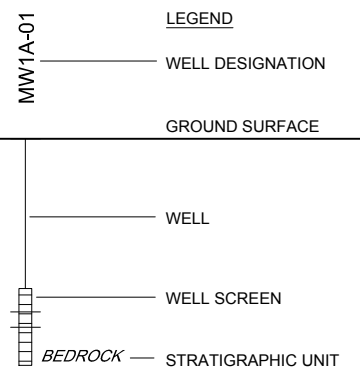 MW1A-01
LEGEND
WELL DESIGNATION
GROUND SURFACE
WELL
WELL SCREEN
BEDROCK
STRATIGRAPHIC UNIT